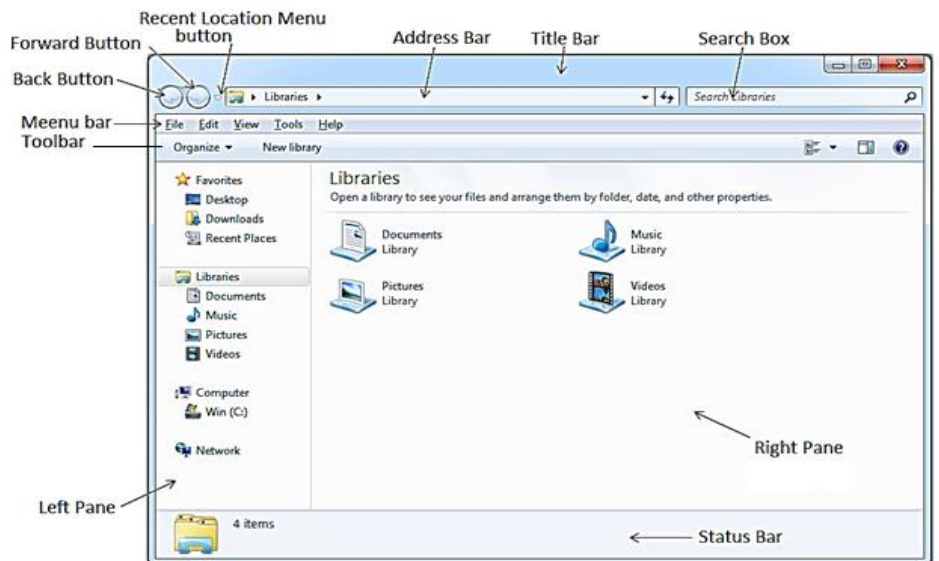 Recent Location Menu
button
Forward Button
Address Bar
Title Bar
Search Box
Back Button
Libraries
Search Libraries
Meenu bar
File Edit View Tools Help
Toolbar
Organize
New library
Favorites
Desktop
Downloads
Recent Places
Libraries
Documents
Music
Pictures
Videos
Computer
Win (C:)
Network
Libraries
Open a library to see your files and arrange them by folder, date, and other properties.
Documents
Library
Music
Library
Pictures
Library
Videos
Library
Right Pane
Left Pane
4 items
Status Bar